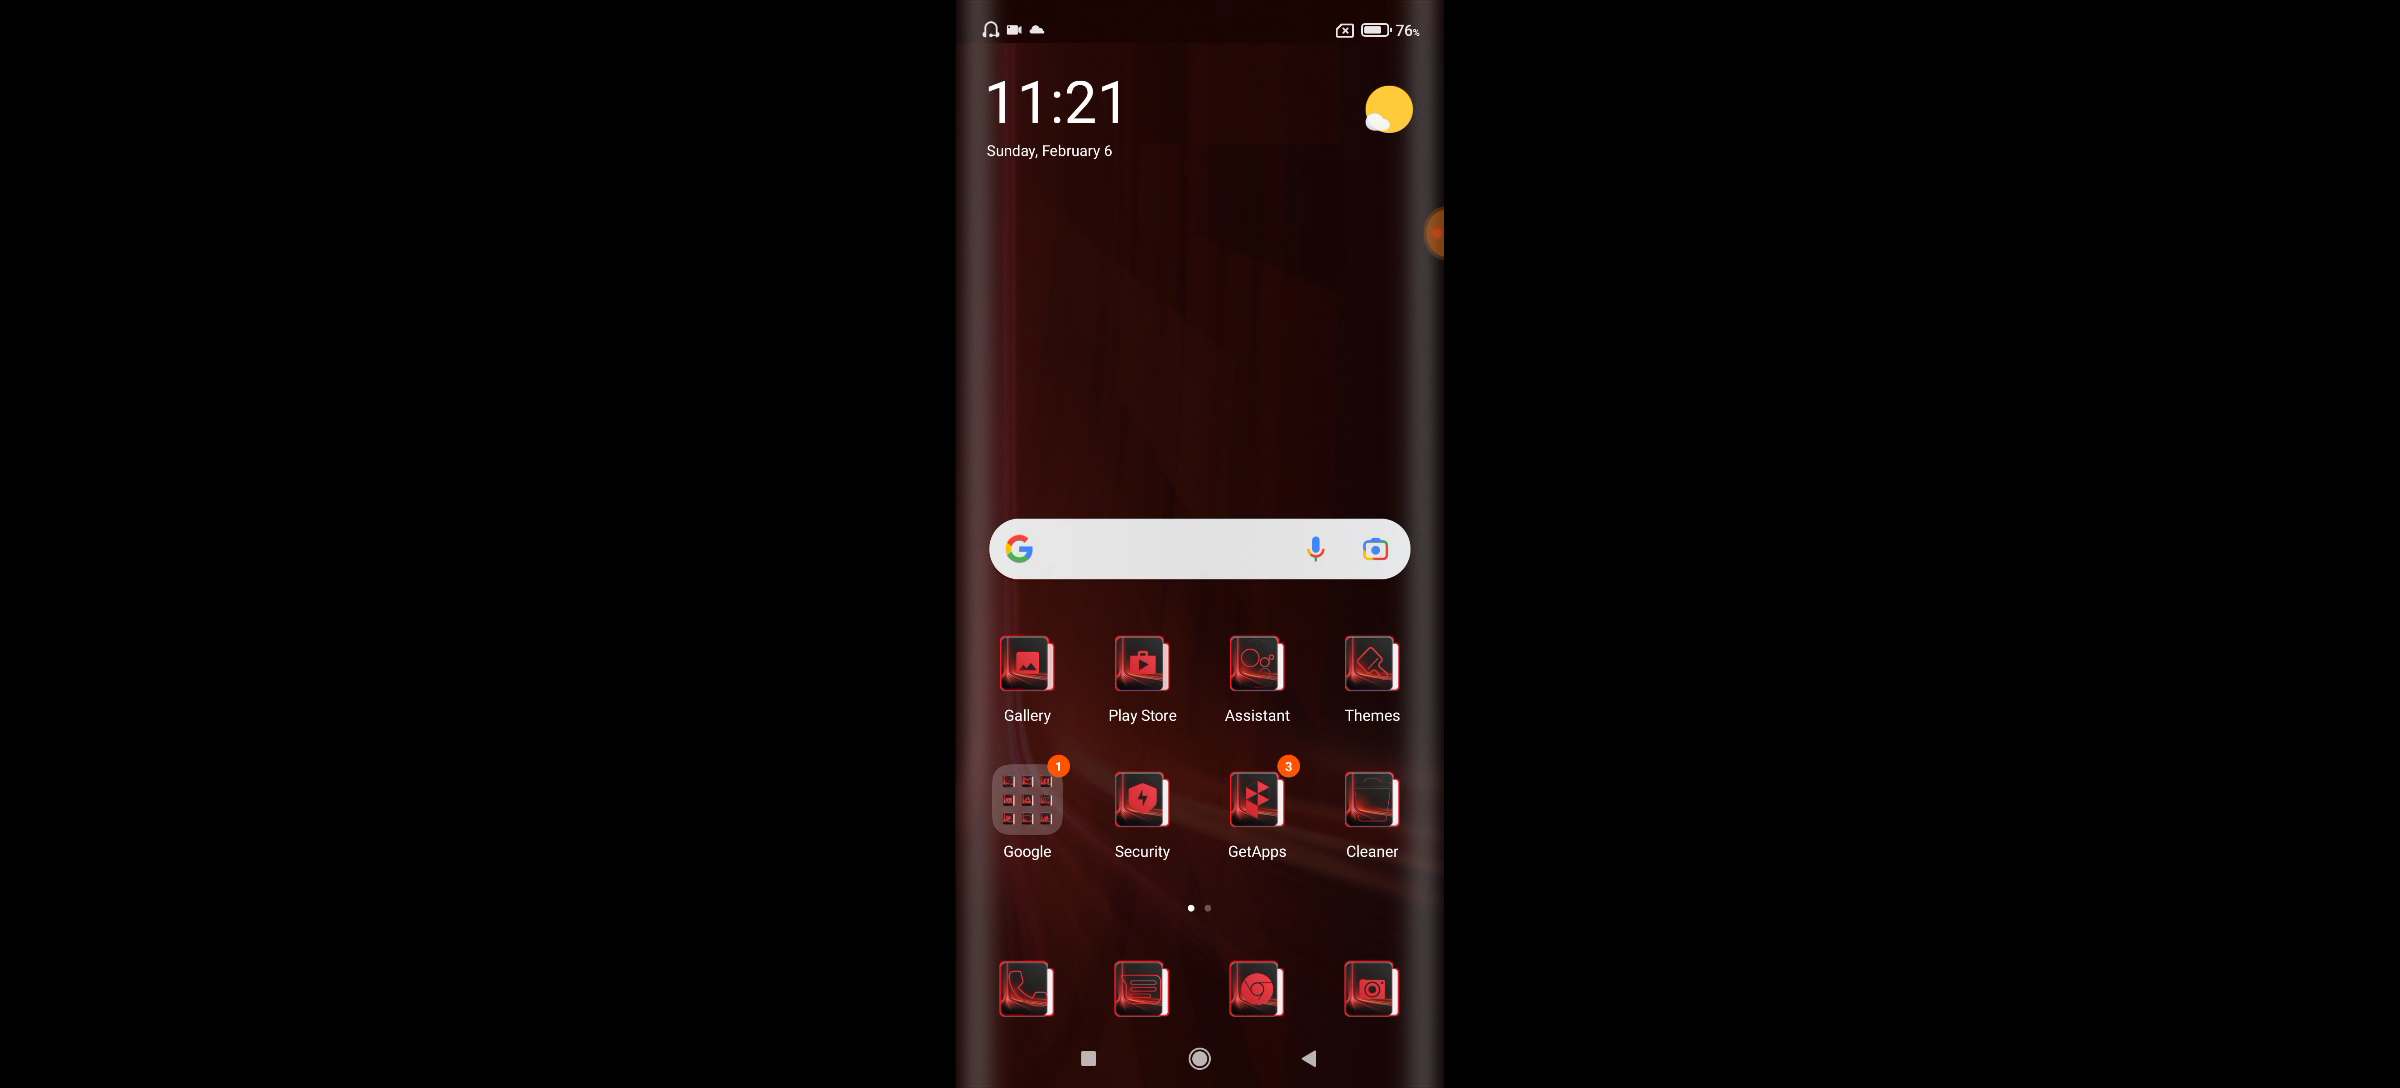 76%
11:21
Sunday, February 6
Gallery
Play Store
Assistant
Themes
1
3
Google
Security
GetApps
Cleaner